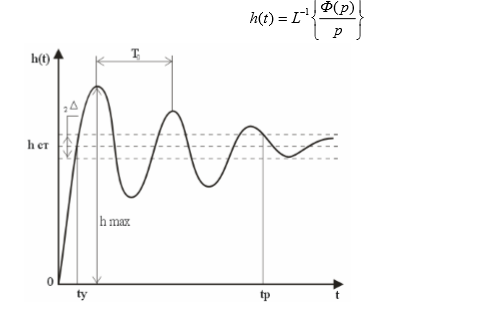 h(t) = L⁻¹{Φ(p)/p}
h(t)
T₀
2Δ
h ст
h max
0
ty
tp
t